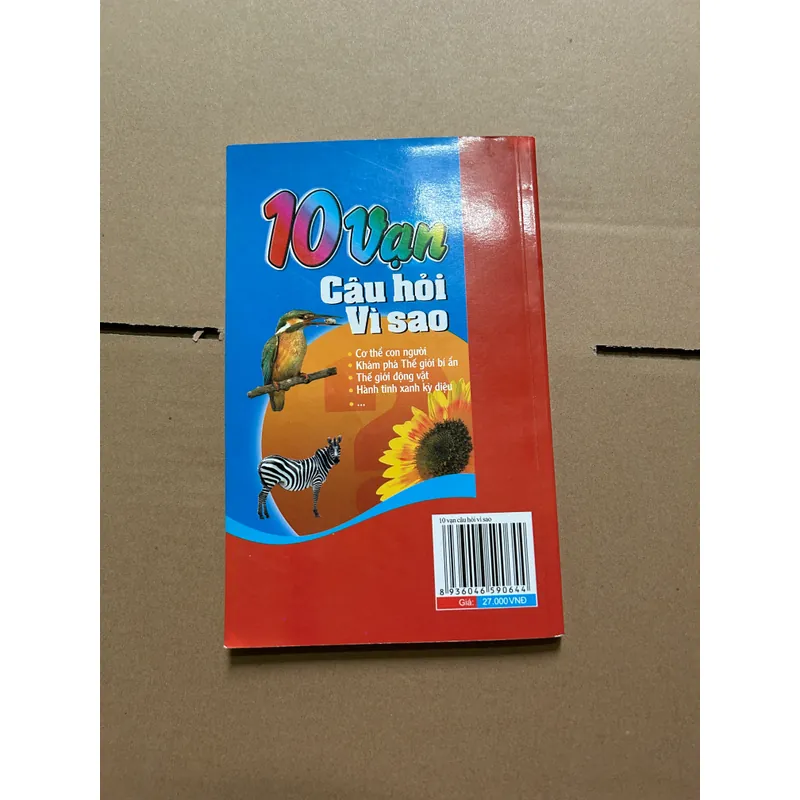 10 Vạn
Câu hỏi
Vì sao
• Cơ thể con người
• Khám phá Thế giới bí ẩn
• Thế giới động vật
• Hành tinh xanh kỳ diệu
• ...
10 vạn câu hỏi vì sao
8 936046 590644
Giá: 27.000 VNĐ